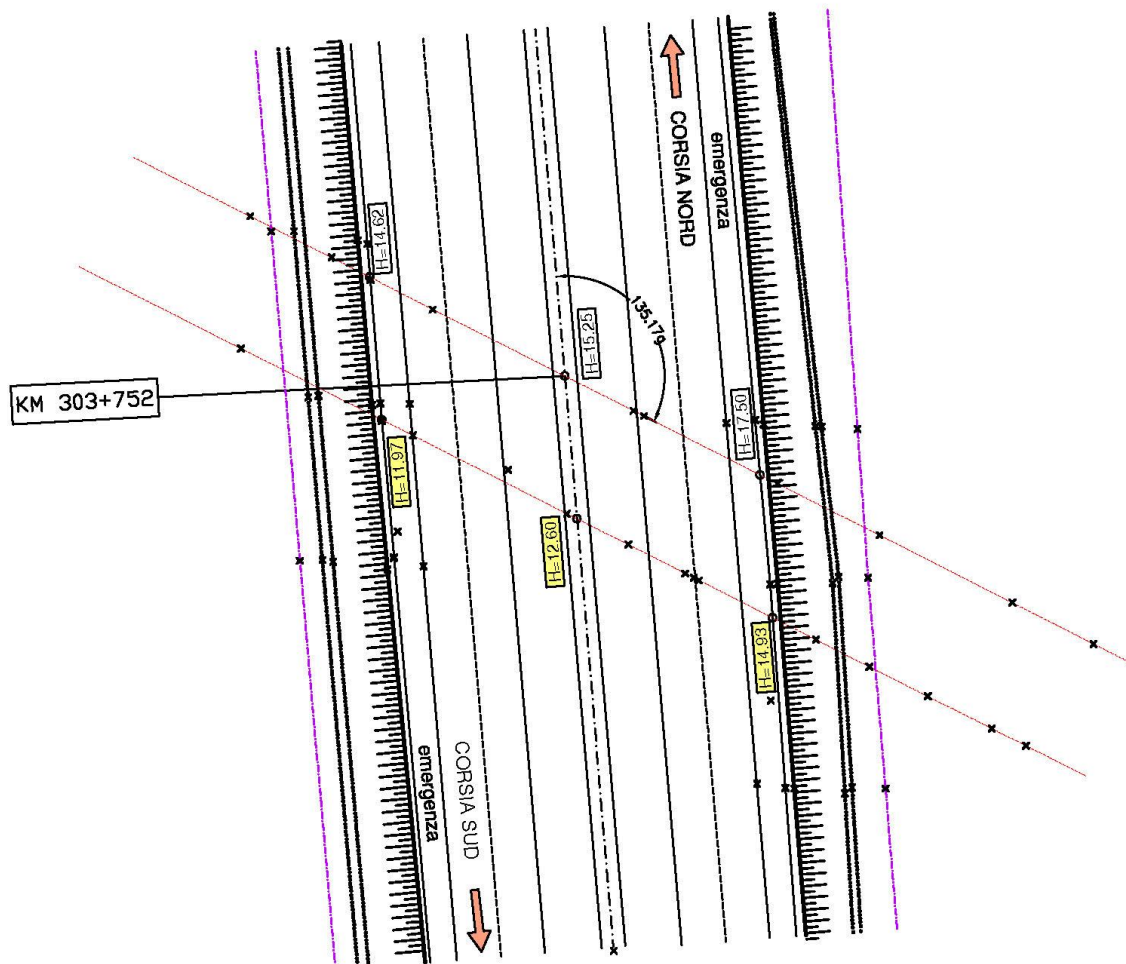 CORSIA NORD
emergenza
H=14.62
135.179
H=15.25
KM 303+752
H=17.50
H=11.97
H=12.60
H=14.93
emergenza
CORSIA SUD